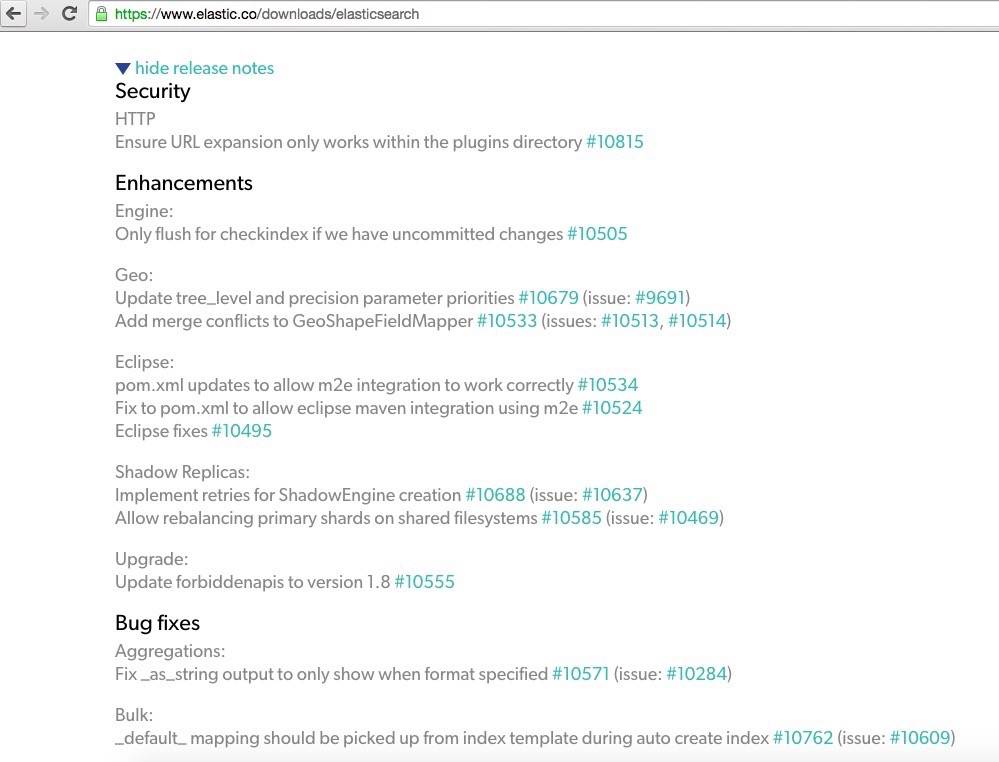 https://www.elastic.co/downloads/elasticsearch
hide release notes
Security
HTTP
Ensure URL expansion only works within the plugins directory #10815
Enhancements
Engine:
Only flush for checkindex if we have uncommitted changes #10505
Geo:
Update tree_level and precision parameter priorities #10679 (issue: #9691)
Add merge conflicts to GeoShapeFieldMapper #10533 (issues: #10513, #10514)
Eclipse:
pom.xml updates to allow m2e integration to work correctly #10534
Fix to pom.xml to allow eclipse maven integration using m2e #10524
Eclipse fixes #10495
Shadow Replicas:
Implement retries for ShadowEngine creation #10688 (issue: #10637)
Allow rebalancing primary shards on shared filesystems #10585 (issue: #10469)
Upgrade:
Update forbiddenapis to version 1.8 #10555
Bug fixes
Aggregations:
Fix _as_string output to only show when format specified #10571 (issue: #10284)
Bulk:
_default_ mapping should be picked up from index template during auto create index #10762 (issue: #10609)